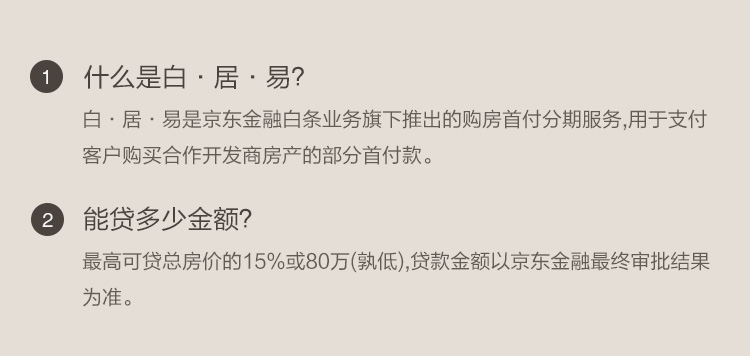 1 什么是白·居·易?
白·居·易是京东金融白条业务旗下推出的购房首付分期服务,用于支付
客户购买合作开发商房产的部分首付款。
2 能贷多少金额?
最高可贷总房价的15%或80万(孰低),贷款金额以京东金融最终审批结果
为准。